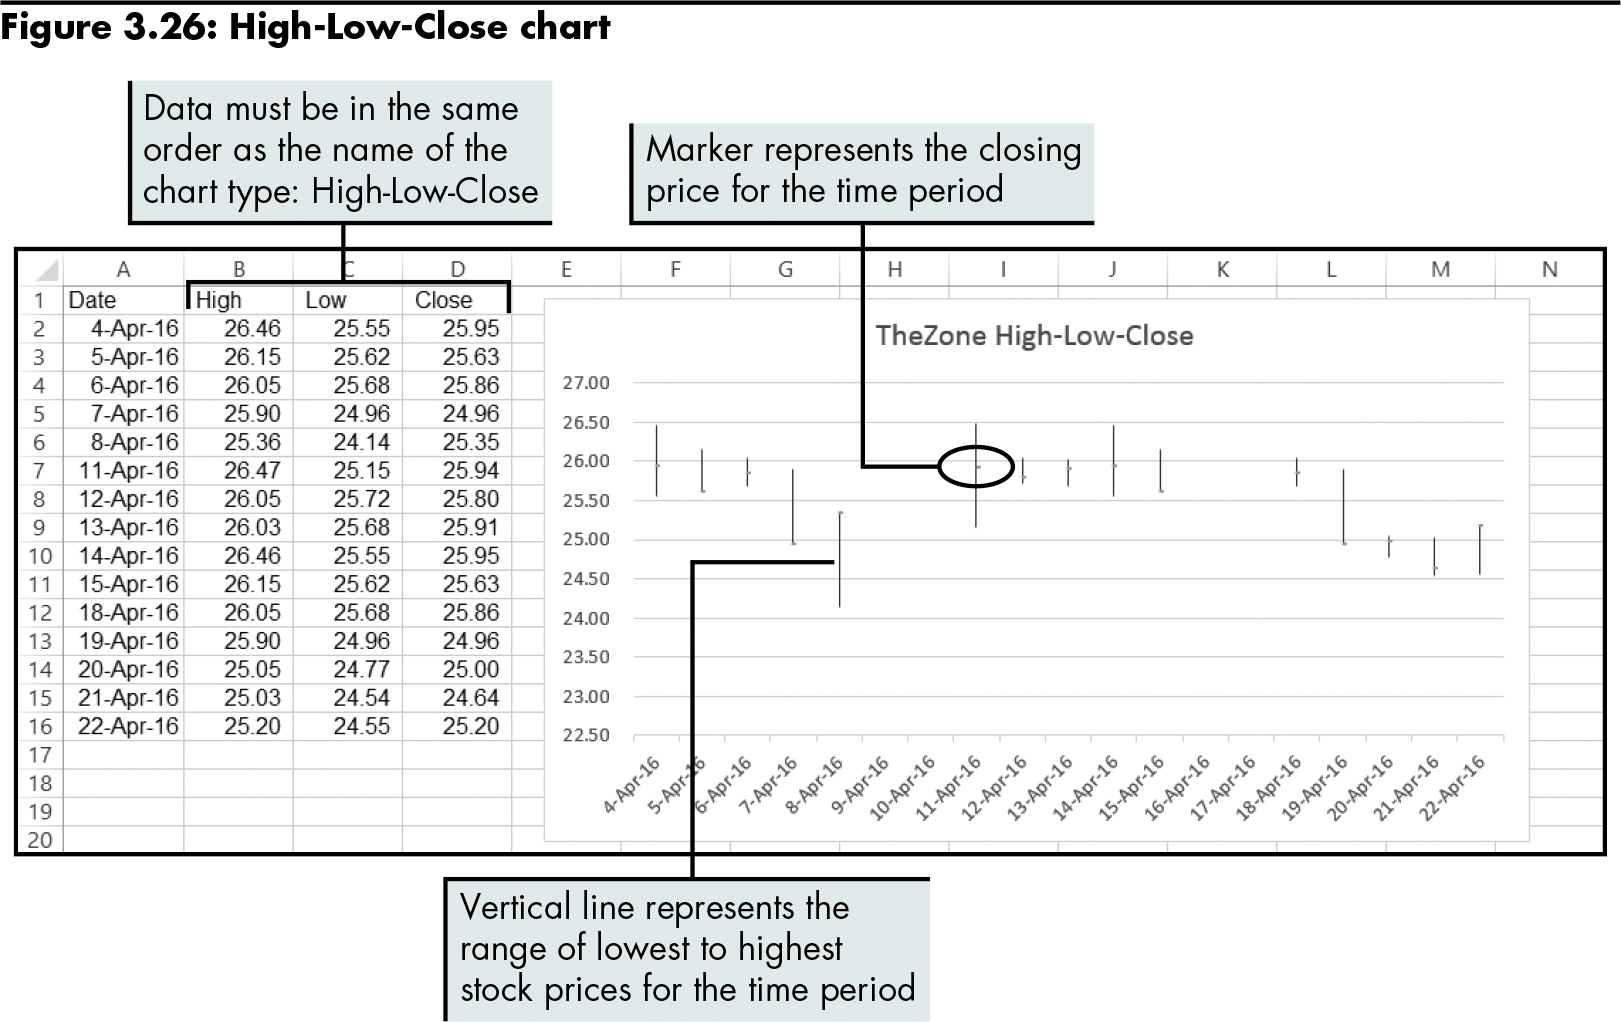 Figure 3.26: High-Low-Close chart
Data must be in the same
order as the name of the
chart type: High-Low-Close
Marker represents the closing
price for the time period
A B C D E F G H I J K L M N
1 Date High Low Close
2 4-Apr-16 26.46 25.55 25.95
3 5-Apr-16 26.15 25.62 25.63
4 6-Apr-16 26.05 25.68 25.86
5 7-Apr-16 25.90 24.96 24.96
6 8-Apr-16 25.36 24.14 25.35
7 11-Apr-16 26.47 25.15 25.94
8 12-Apr-16 26.05 25.72 25.80
9 13-Apr-16 26.03 25.68 25.91
10 14-Apr-16 26.46 25.55 25.95
11 15-Apr-16 26.15 25.62 25.63
12 18-Apr-16 26.05 25.68 25.86
13 19-Apr-16 25.90 24.96 24.96
14 20-Apr-16 25.05 24.77 25.00
15 21-Apr-16 25.03 24.54 24.64
16 22-Apr-16 25.20 24.55 25.20
17
18
19
20
TheZone High-Low-Close
27.00
26.50
26.00
25.50
25.00
24.50
24.00
23.50
23.00
22.50
4-Apr-16
5-Apr-16
6-Apr-16
7-Apr-16
8-Apr-16
9-Apr-16
10-Apr-16
11-Apr-16
12-Apr-16
13-Apr-16
14-Apr-16
15-Apr-16
16-Apr-16
17-Apr-16
18-Apr-16
19-Apr-16
20-Apr-16
21-Apr-16
22-Apr-16
Vertical line represents the
range of lowest to highest
stock prices for the time period